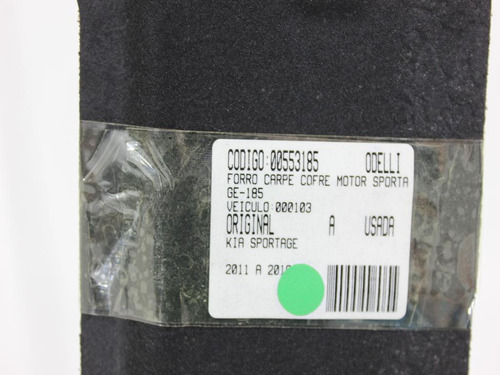 CODIGO:00553185 ODELLI
FORRO CARPE COFRE MOTOR SPORTA
GE-185
VEICULO:000103
ORIGINAL A USADA
KIA SPORTAGE
2011 A